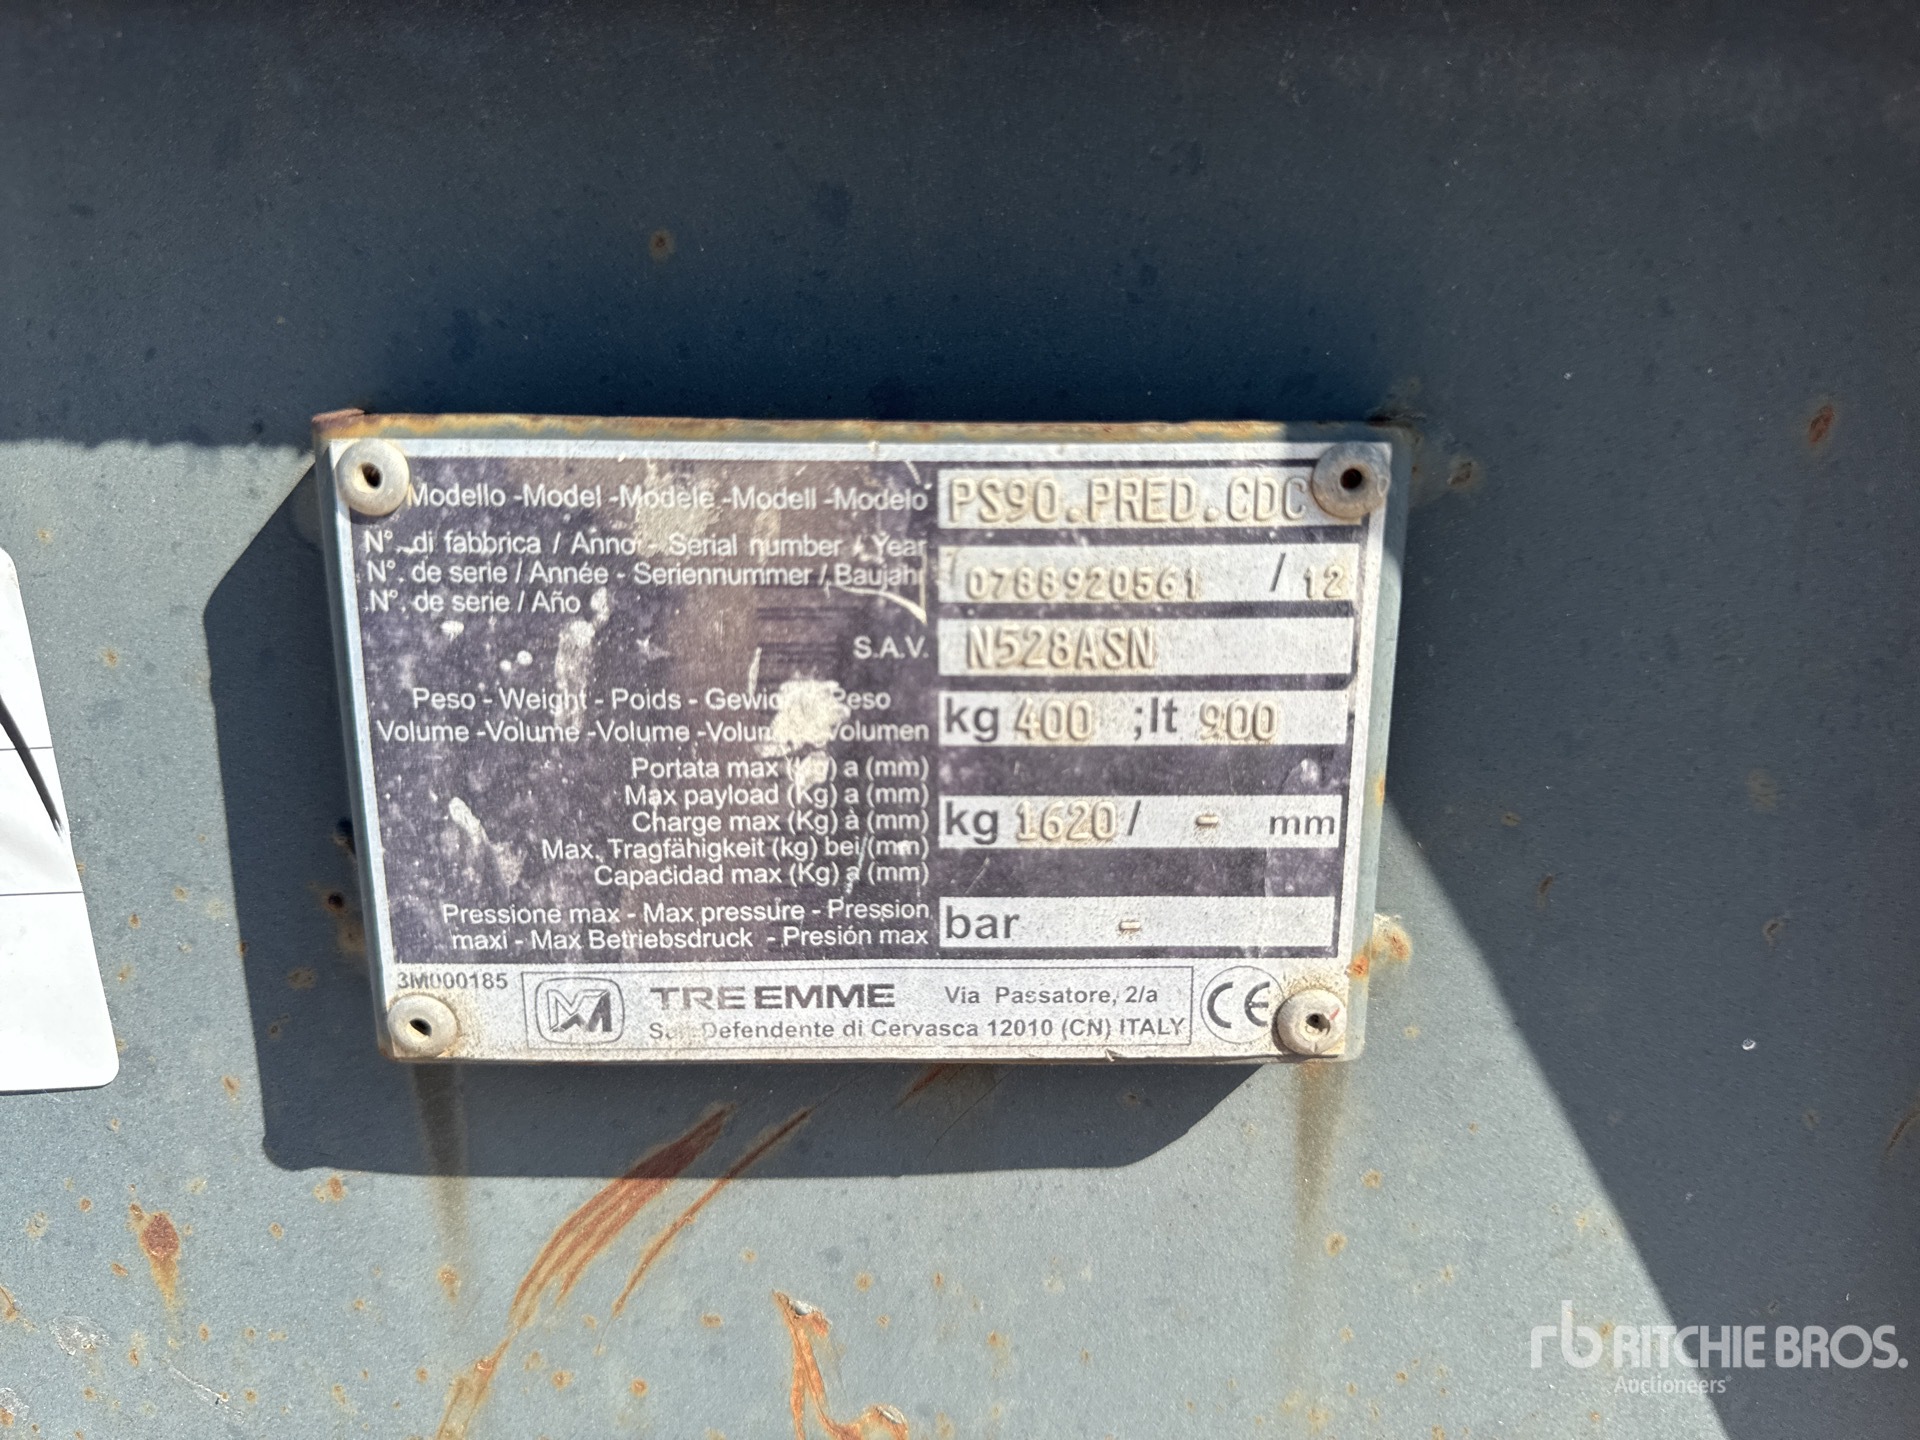 Modello -Model -Modele -Modell -Modelo PS90.PRED.CDC
N°. di fabbrica / Anno - Serial number / Year
N°. de serie / Année - Seriennummer / Baujahr 0788920561 / 12
N°. de serie / Año
S.A.V. N528ASN
Peso - Weight - Poids - Gewicht Peso
Volume -Volume -Volume -Volumen kg 400 ;lt 900
Portata max (Kg) a (mm)
Max payload (Kg) a (mm)
Charge max (Kg) à (mm) kg 1620 / - mm
Max. Tragfähigkeit (kg) bei (mm)
Capacidad max (Kg) a (mm)
Pressione max - Max pressure - Pression
maxi - Max Betriebsdruck - Presión max bar -
3M000185
TRE EMME Via Passatore, 2/a
Defendente di Cervasca 12010 (CN) ITALY
CE
rb RITCHIE BROS.
Auctioneers